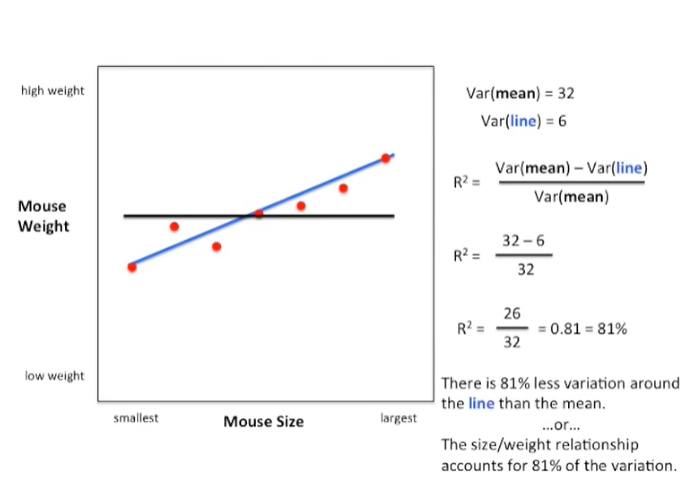 high weight
Mouse
Weight
low weight
smallest
Mouse Size
largest
Var(mean) = 32
Var(line) = 6
R² = Var(mean) – Var(line)
Var(mean)
R² = 32 – 6
32
R² = 26
32
= 0.81 = 81%
There is 81% less variation around
the line than the mean.
...or...
The size/weight relationship
accounts for 81% of the variation.